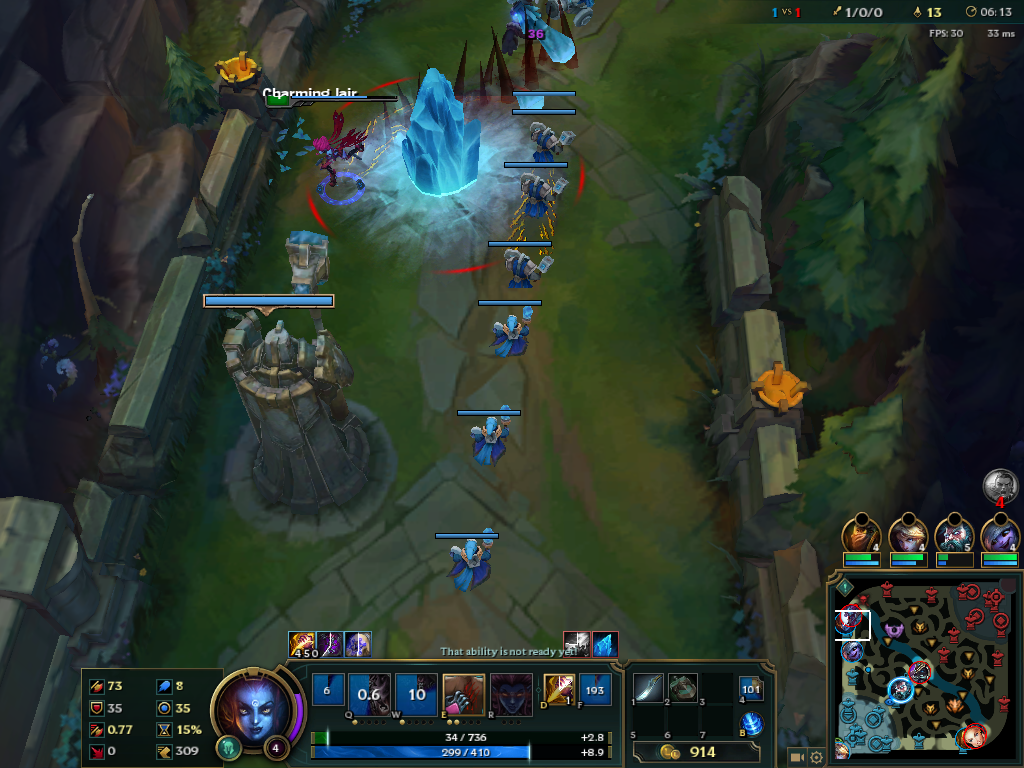 1 vs 1 1/0/0 13 06:13
FPS: 30 33 ms
36
Charming Jair
4
4 4 5 4
450
That ability is not ready yet!
73 8
35 35
0.77 15%
0 309
4
6 0.6 10 1 193
Q W E R D F
34 / 736 +2.8
299 / 410 +8.9
1 2 3 4
5 6 7
101
B
914